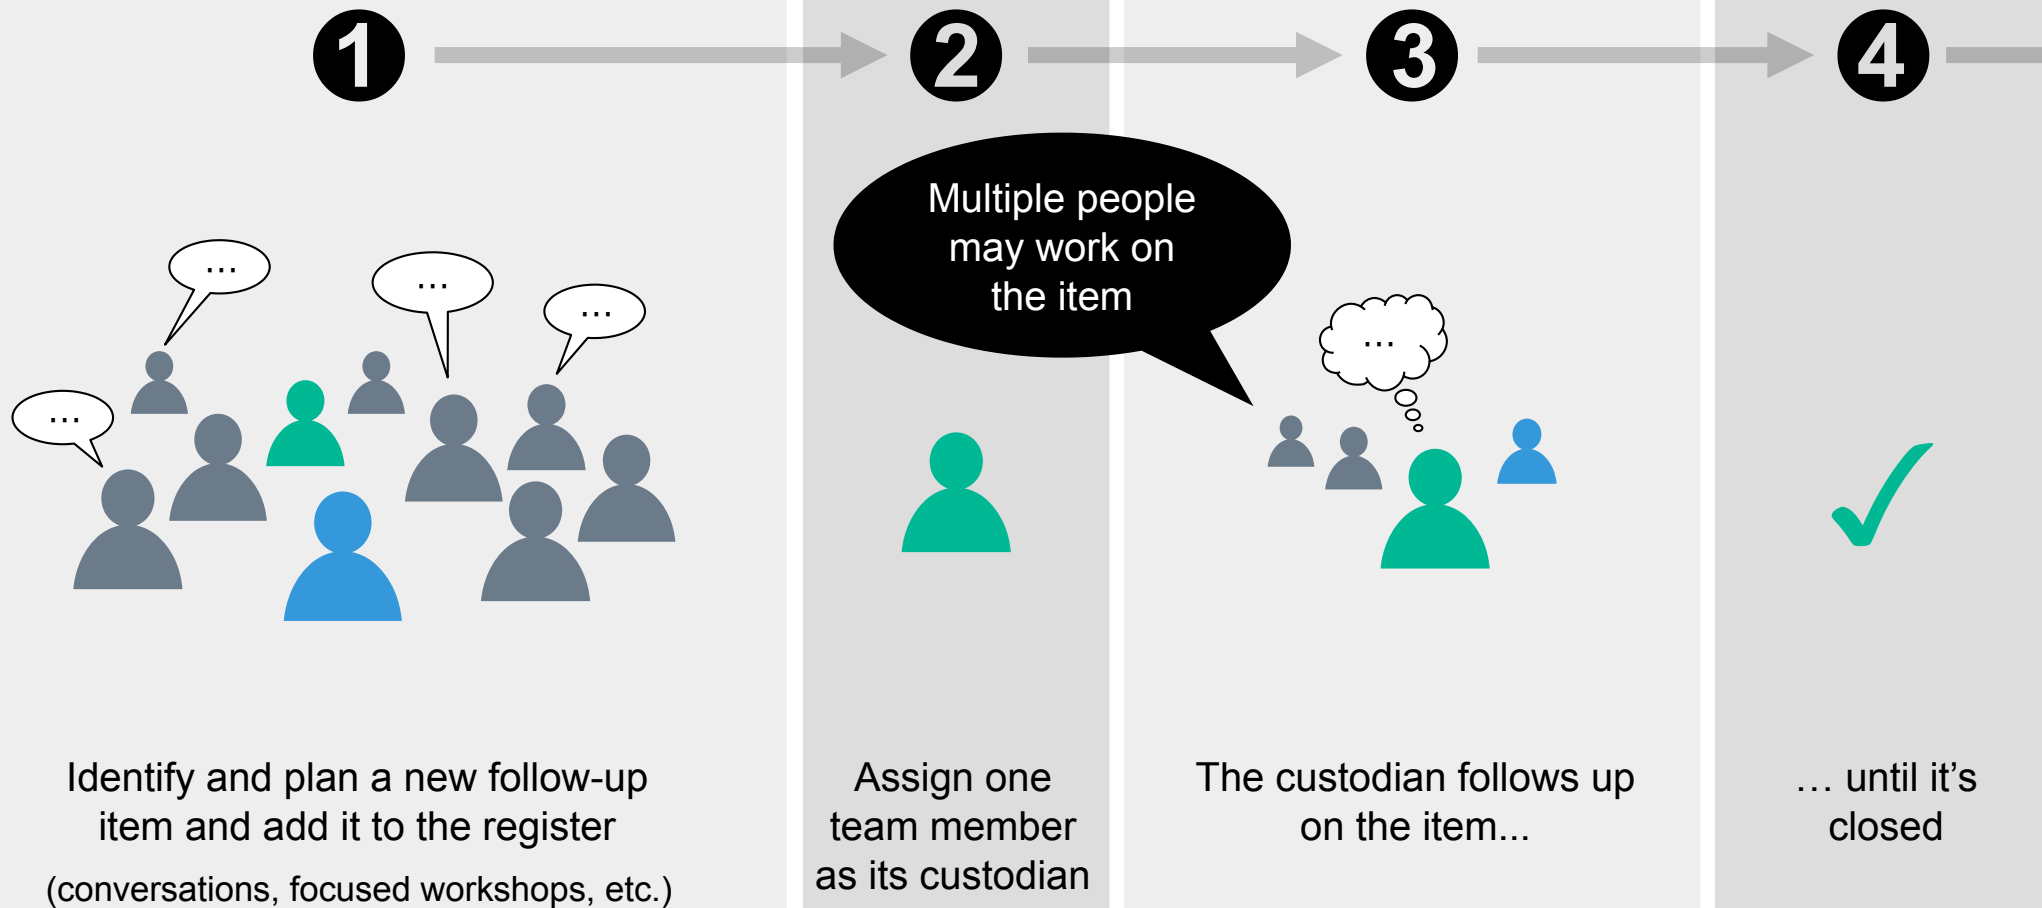 1
2
3
4
Multiple people
may work on
the item
...
...
...
...
...
Identify and plan a new follow-up
item and add it to the register
(conversations, focused workshops, etc.)
Assign one
team member
as its custodian
The custodian follows up
on the item...
… until it’s
closed